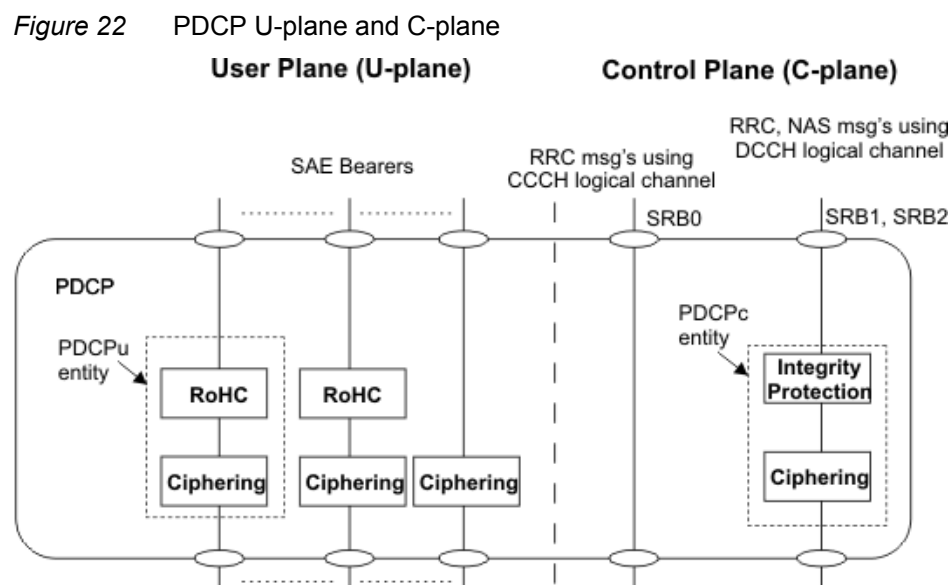 Figure 22 PDCP U-plane and C-plane
User Plane (U-plane)
Control Plane (C-plane)
SAE Bearers
RRC msg's using
CCCH logical channel
RRC, NAS msg's using
DCCH logical channel
SRB0
SRB1, SRB2
PDCP
PDCPu
entity
RoHC
RoHC
Ciphering
Ciphering
Ciphering
PDCPc
entity
Integrity
Protection
Ciphering